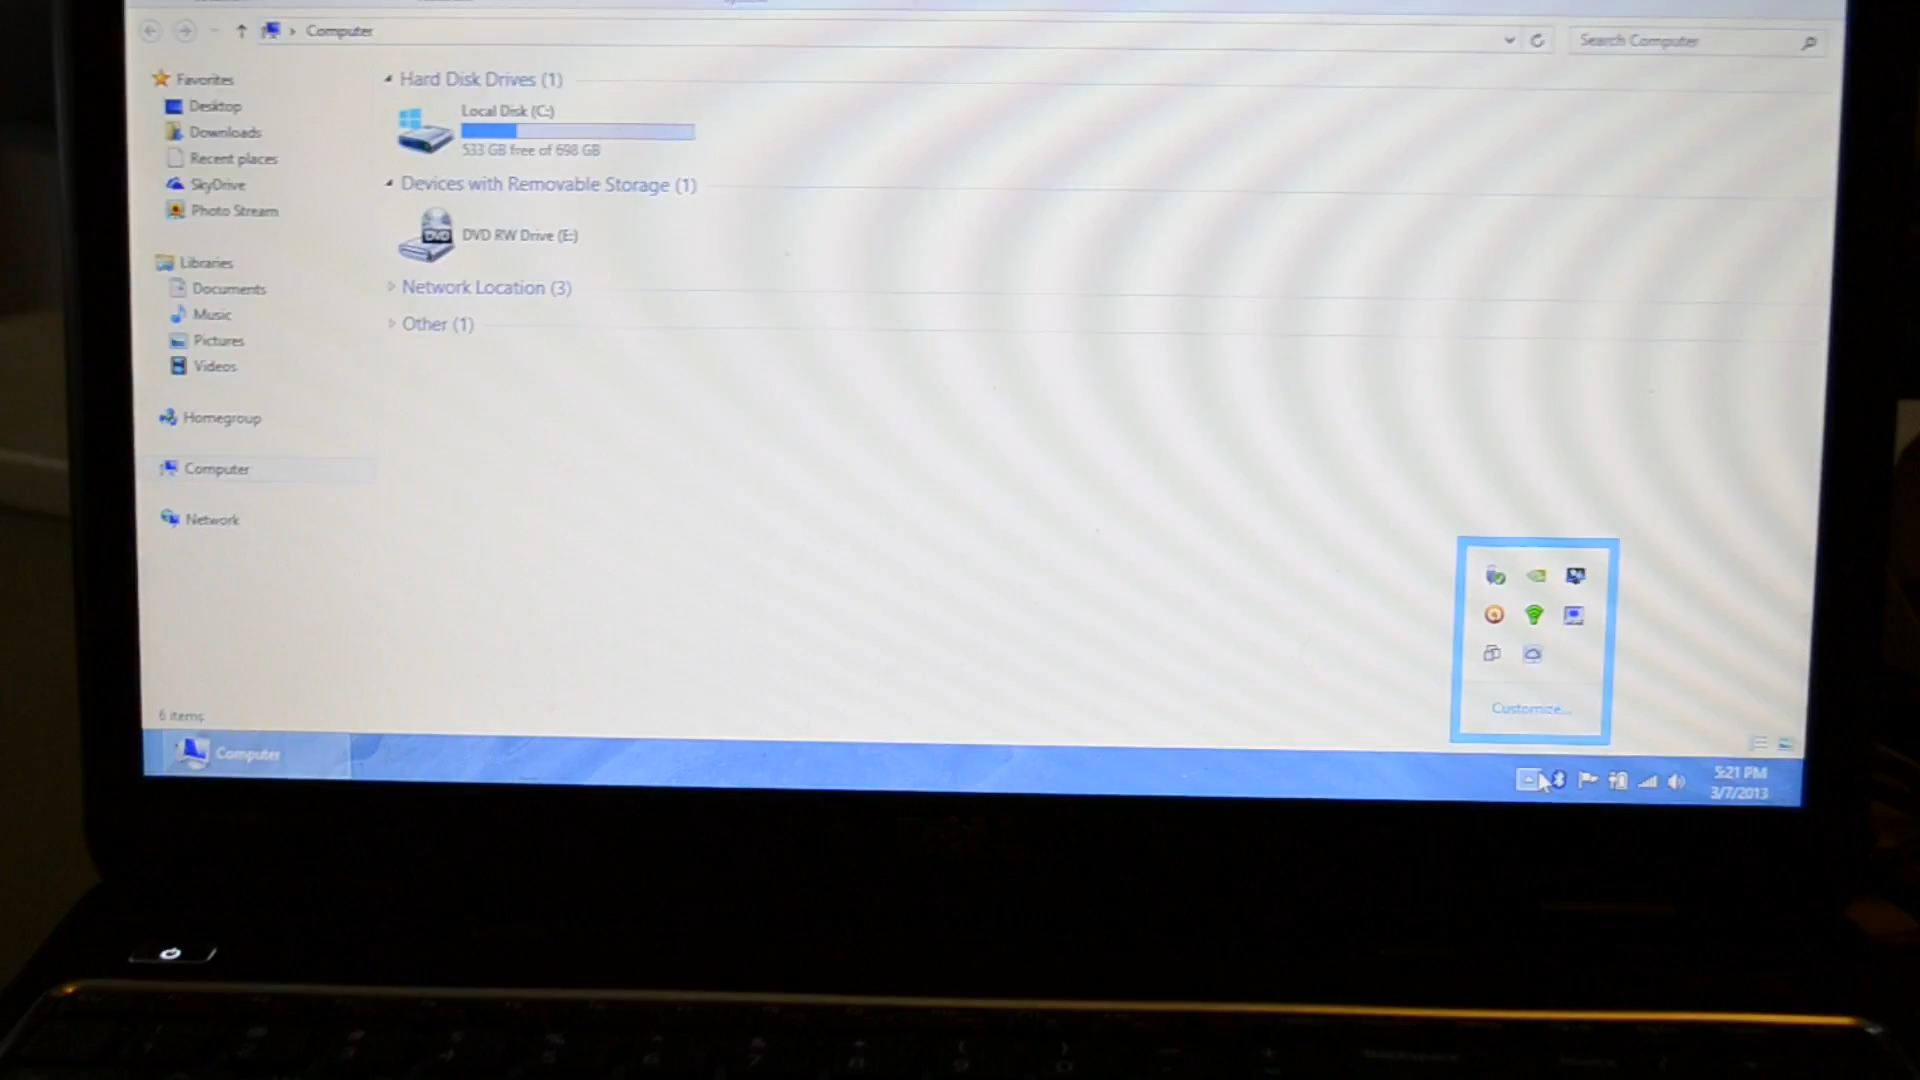 Computer
Search Computer
Favorites
Desktop
Downloads
Recent places
SkyDrive
Photo Stream
Libraries
Documents
Music
Pictures
Videos
Homegroup
Computer
Network
Hard Disk Drives (1)
Local Disk (C:)
533 GB free of 698 GB
Devices with Removable Storage (1)
DVD
DVD RW Drive (E:)
Network Location (3)
Other (1)
Customize...
6 items
Computer
5:21 PM
3/7/2013